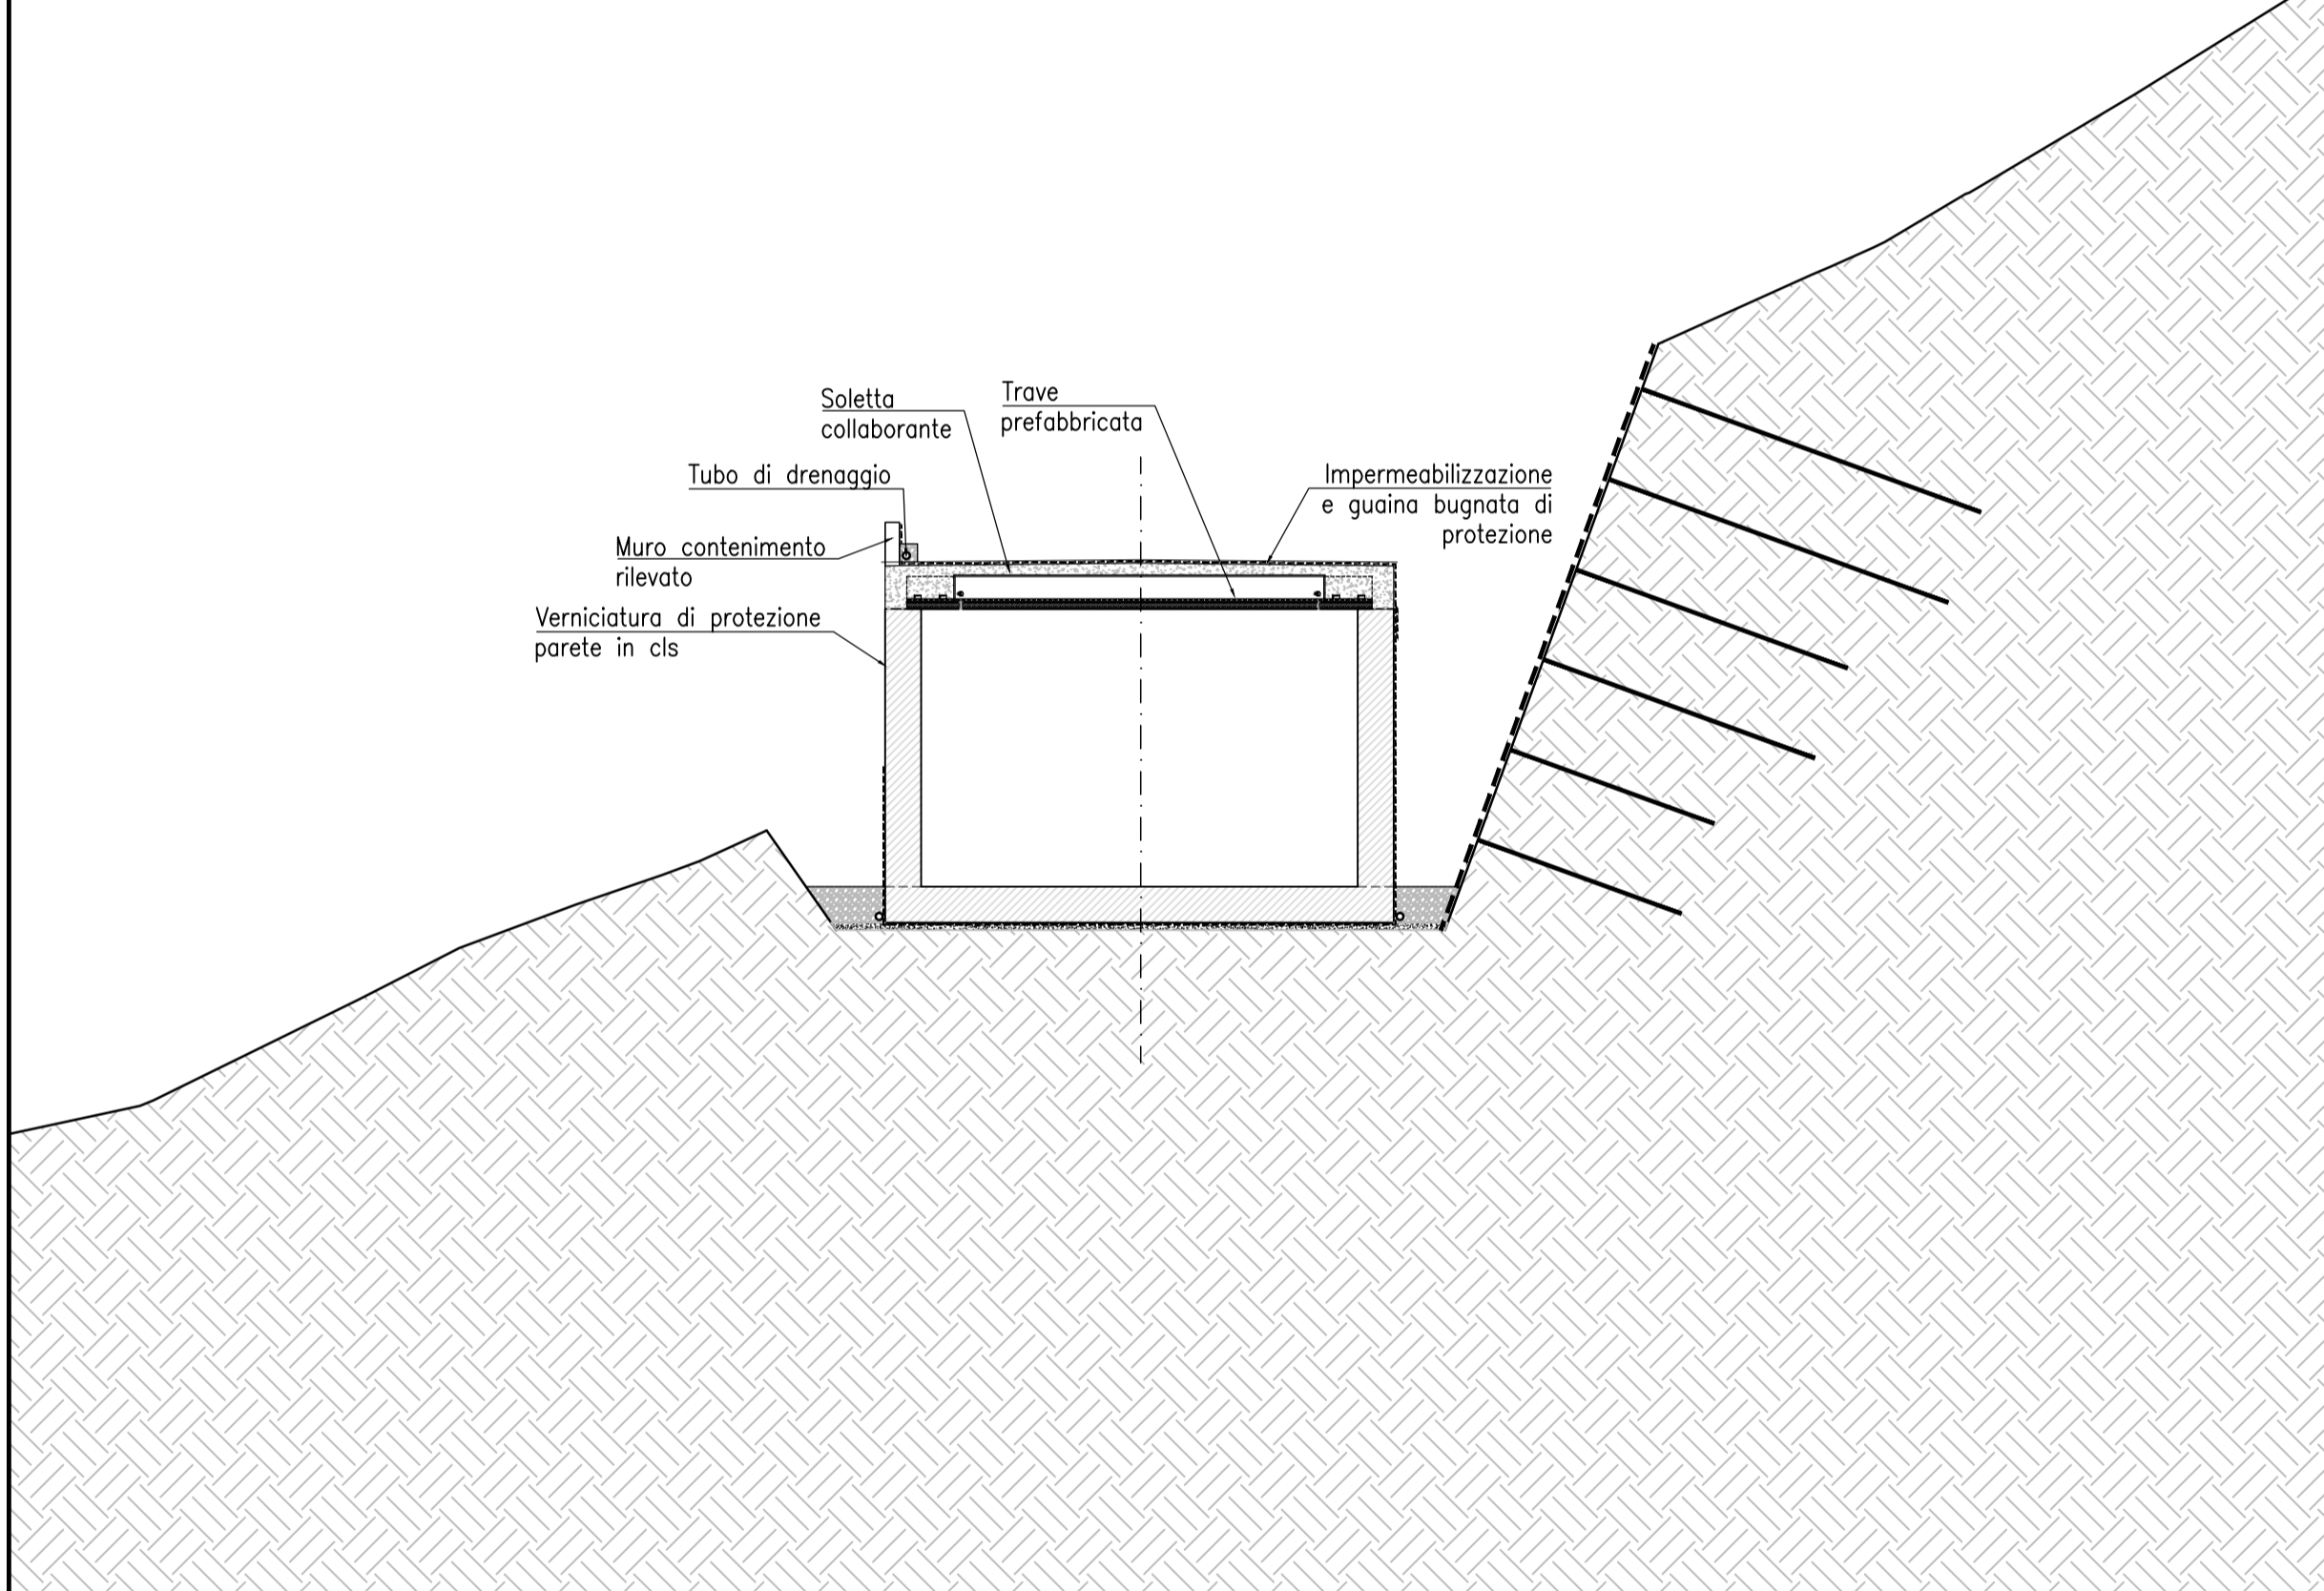 Soletta
collaborante
Trave
prefabbricata
Tubo di drenaggio
Impermeabilizzazione
e guaina bugnata di
protezione
Muro contenimento
rilevato
Verniciatura di protezione
parete in cls